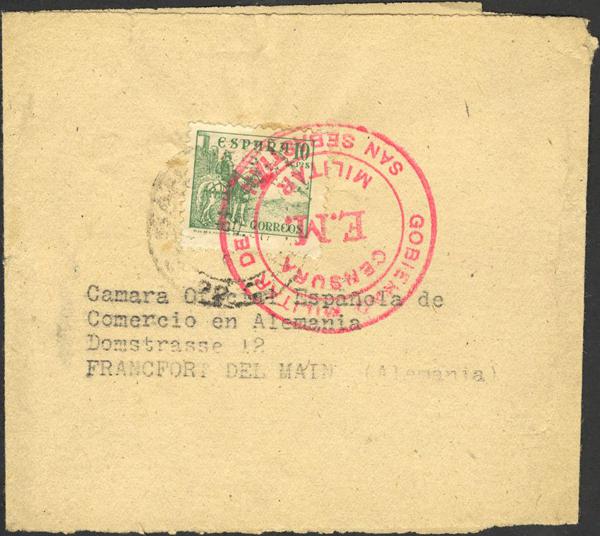 ESPAÑA 10
CTS
CORREOS
GOBIERNO MILITAR DE SAN SEBASTIAN
CENSURA MILITAR
E.M.
Camara Oficial Española de
Comercio en Alemania
Domstrasse 12
FRANCFORT DEL MAIN (Alemania)